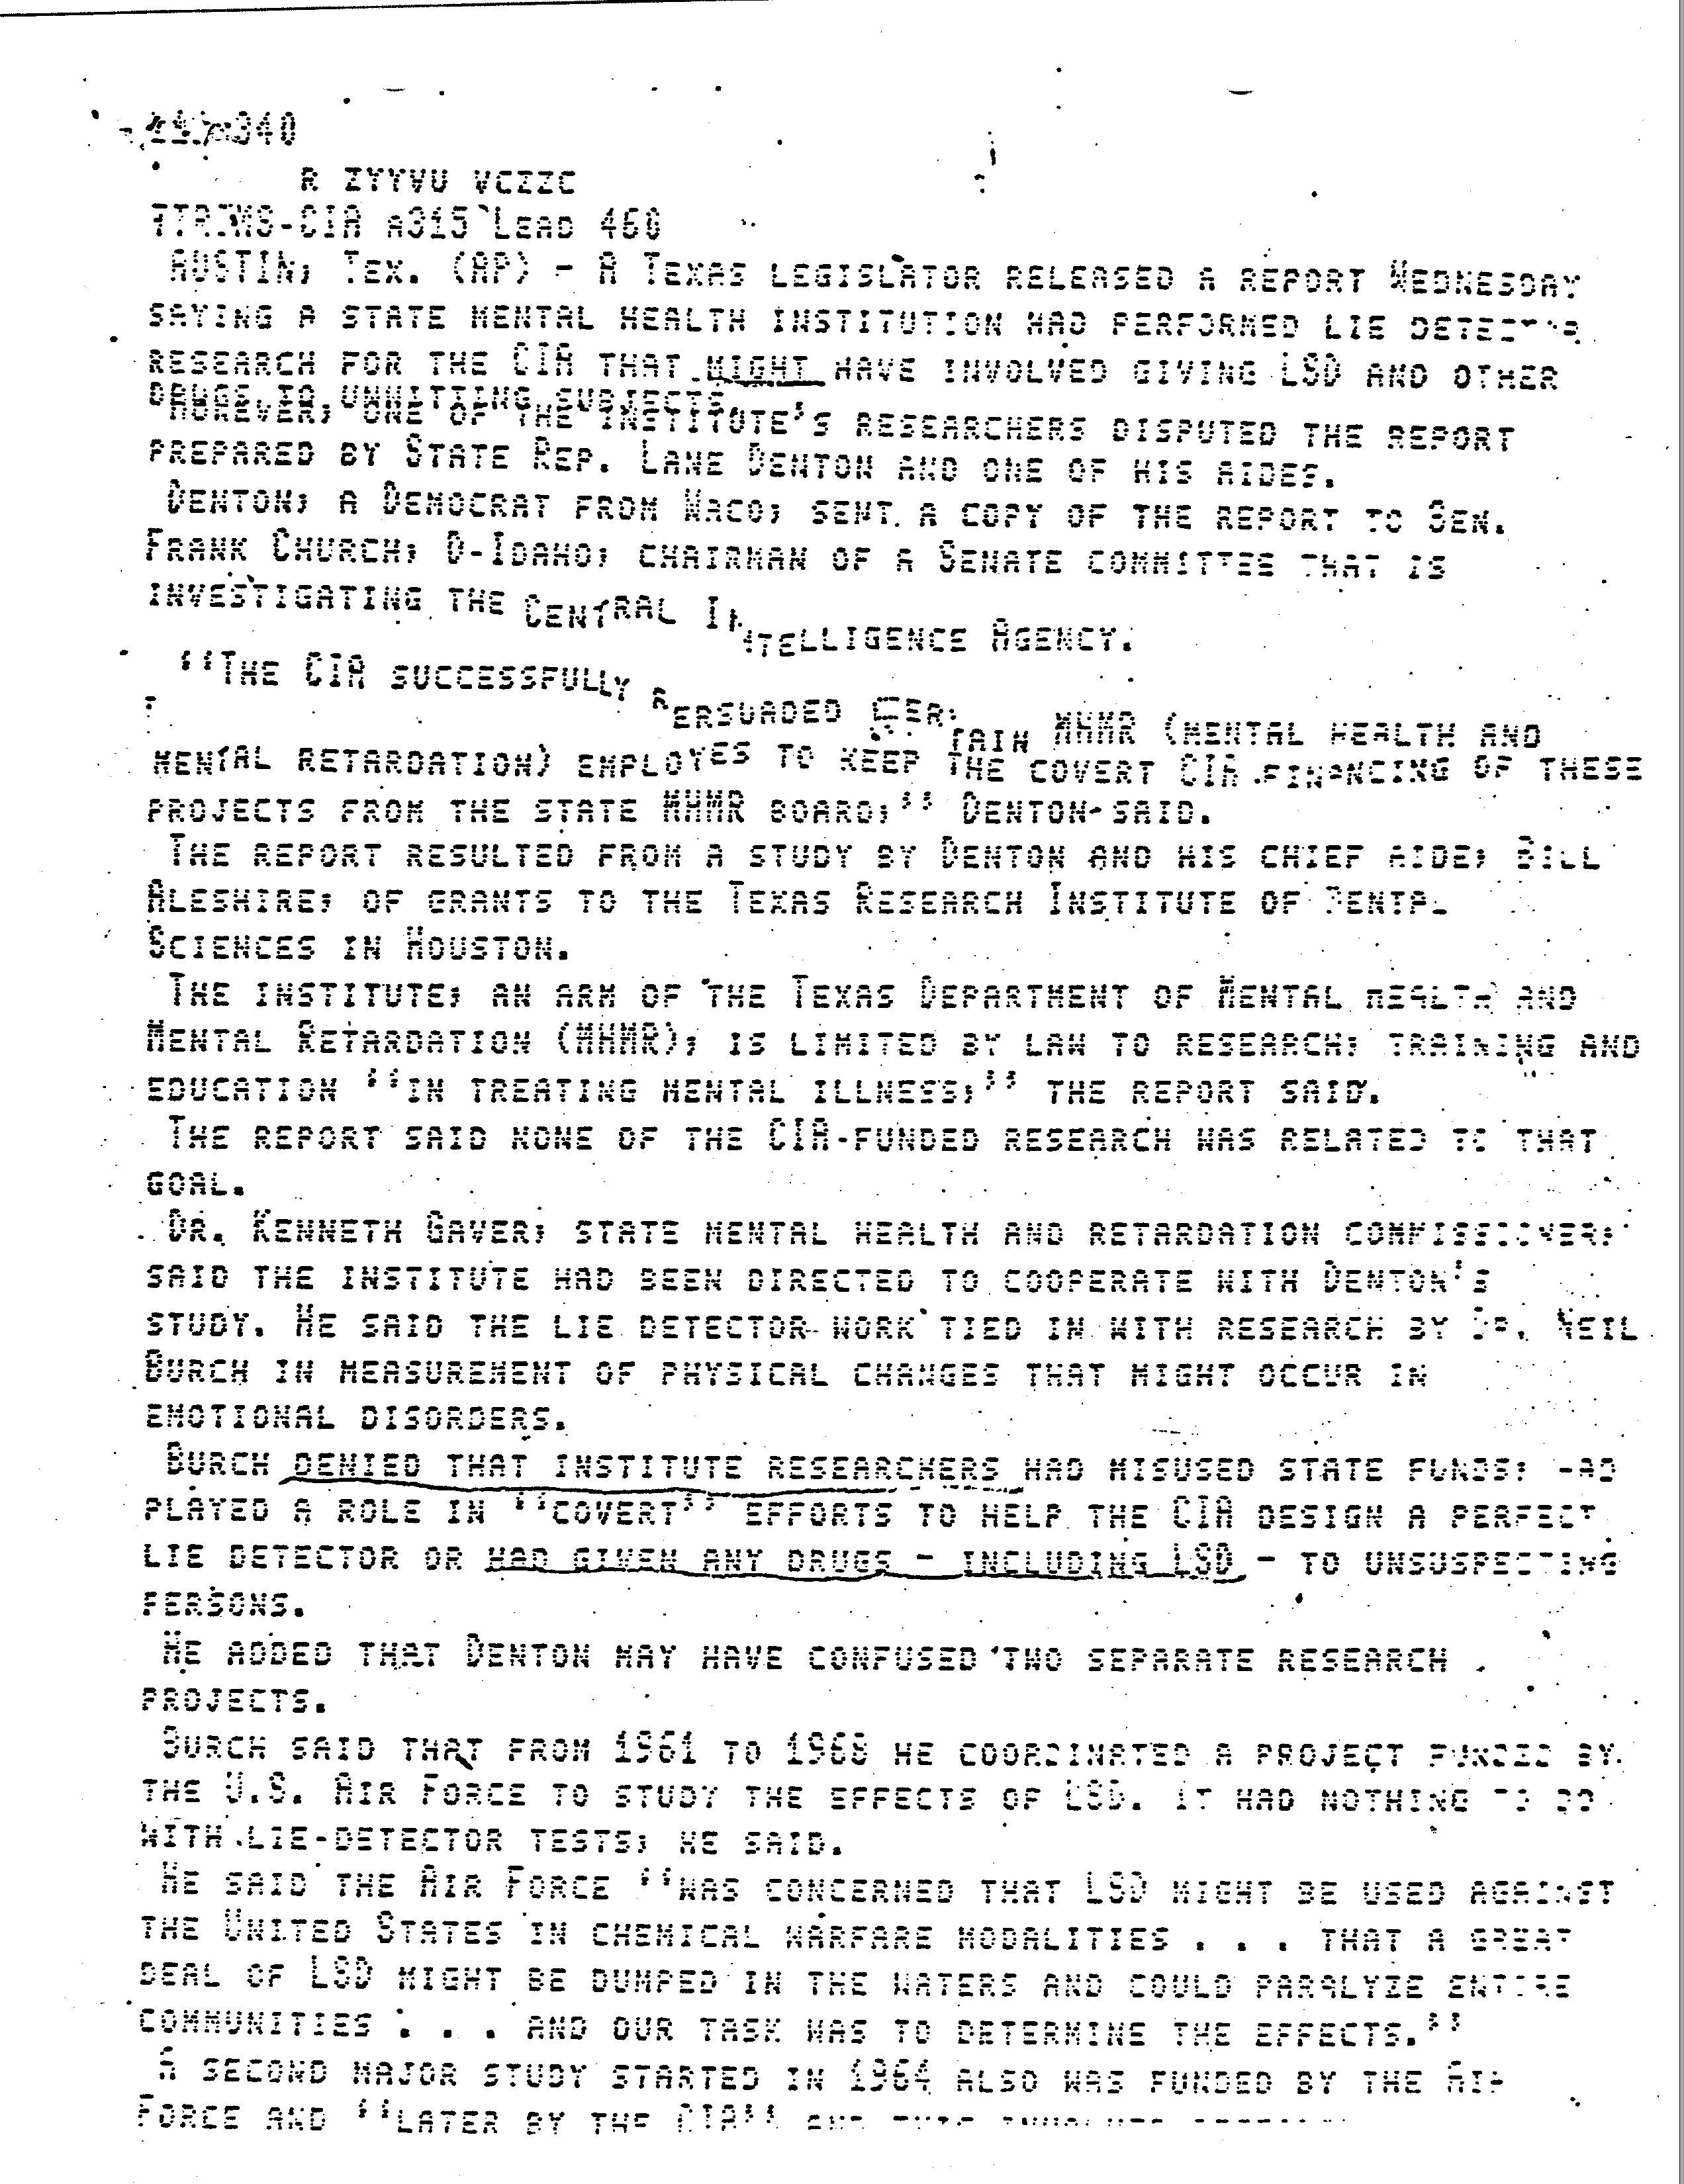 340
R ZYYVU VCZZC
-CIA A315 LEAD 460
AUSTIN, TEX. (AP) - A TEXAS LEGISLATOR RELEASED A REPORT WEDNESDAY
SAYING A STATE MENTAL HEALTH INSTITUTION HAD PERFORMED LIE
RESEARCH FOR THE CIA THAT MIGHT HAVE INVOLVED GIVING LSD AND OTHER
DRUGS TO UNWITTING SUBJECTS.
HOWEVER, ONE OF THE INSTITUTE'S RESEARCHERS DISPUTED THE REPORT
PREPARED BY STATE REP. LANE DENTON AND ONE OF HIS AIDES.
DENTON, A DEMOCRAT FROM WACO, SENT A COPY OF THE REPORT TO SEN.
FRANK CHURCH, D-IDAHO, CHAIRMAN OF A SENATE COMMITTEE THAT IS
INVESTIGATING THE CENTRAL INTELLIGENCE AGENCY.
''THE CIA SUCCESSFULLY PERSUADED CERTAIN MHMR (MENTAL HEALTH AND
MENTAL RETARDATION) EMPLOYES TO KEEP THE COVERT CIA FINANCING OF THESE
PROJECTS FROM THE STATE MHMR BOARD,'' DENTON SAID.
THE REPORT RESULTED FROM A STUDY BY DENTON AND HIS CHIEF AIDE, BILL
ALESHIRE, OF GRANTS TO THE TEXAS RESEARCH INSTITUTE OF MENTAL
SCIENCES IN HOUSTON.
THE INSTITUTE, AN ARM OF THE TEXAS DEPARTMENT OF MENTAL HEALTH AND
MENTAL RETARDATION (MHMR), IS LIMITED BY LAW TO RESEARCH, TRAINING AND
EDUCATION ''IN TREATING MENTAL ILLNESS,'' THE REPORT SAID.
THE REPORT SAID NONE OF THE CIA-FUNDED RESEARCH WAS RELATED TO THAT
GOAL.
DR. KENNETH GAVER, STATE MENTAL HEALTH AND RETARDATION COMMISSIONER,
SAID THE INSTITUTE HAD BEEN DIRECTED TO COOPERATE WITH DENTON'S
STUDY. HE SAID THE LIE DETECTOR WORK TIED IN WITH RESEARCH BY DR. NEIL
BURCH IN MEASUREMENT OF PHYSICAL CHANGES THAT MIGHT OCCUR IN
EMOTIONAL DISORDERS.
BURCH DENIED THAT INSTITUTE RESEARCHERS HAD MISUSED STATE FUNDS, HAD
PLAYED A ROLE IN ''COVERT'' EFFORTS TO HELP THE CIA DESIGN A PERFECT
LIE DETECTOR OR HAD GIVEN ANY DRUGS - INCLUDING LSD - TO UNSUSPECTING
PERSONS.
HE ADDED THAT DENTON MAY HAVE CONFUSED TWO SEPARATE RESEARCH
PROJECTS.
BURCH SAID THAT FROM 1961 TO 1968 HE COORDINATED A PROJECT FUNDED BY
THE U.S. AIR FORCE TO STUDY THE EFFECTS OF LSD. IT HAD NOTHING TO DO
WITH LIE-DETECTOR TESTS, HE SAID.
HE SAID THE AIR FORCE ''WAS CONCERNED THAT LSD MIGHT BE USED AGAINST
THE UNITED STATES IN CHEMICAL WARFARE MODALITIES . . . THAT A GREAT
DEAL OF LSD MIGHT BE DUMPED IN THE WATERS AND COULD PARALYZE ENTIRE
COMMUNITIES . . . AND OUR TASK WAS TO DETERMINE THE EFFECTS.''
A SECOND MAJOR STUDY STARTED IN 1964 ALSO WAS FUNDED BY THE AIR
FORCE AND ''LATER BY THE CIA''